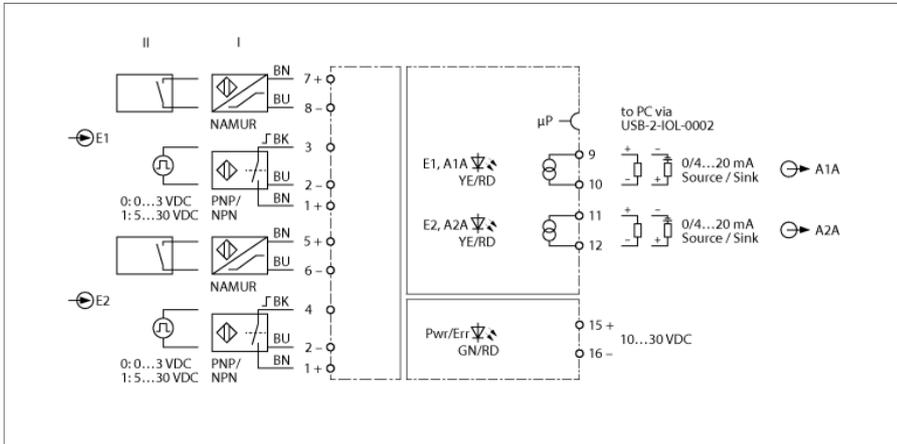 II I
BN 7 +
BU 8 –
NAMUR
E1
BK 3
BU 2 –
BN 1 +
0: 0…3 VDC PNP/
1: 5…30 VDC NPN
BN 5 +
BU 6 –
NAMUR
E2
BK 4
BU 2 –
BN 1 +
0: 0…3 VDC PNP/
1: 5…30 VDC NPN
µP
to PC via
USB-2-IOL-0002
E1, A1A
YE/RD
9
10
+ –
– +
0/4…20 mA
Source / Sink
A1A
E2, A2A
YE/RD
11
12
+ –
– +
0/4…20 mA
Source / Sink
A2A
Pwr/Err
GN/RD
15 +
16 –
10…30 VDC